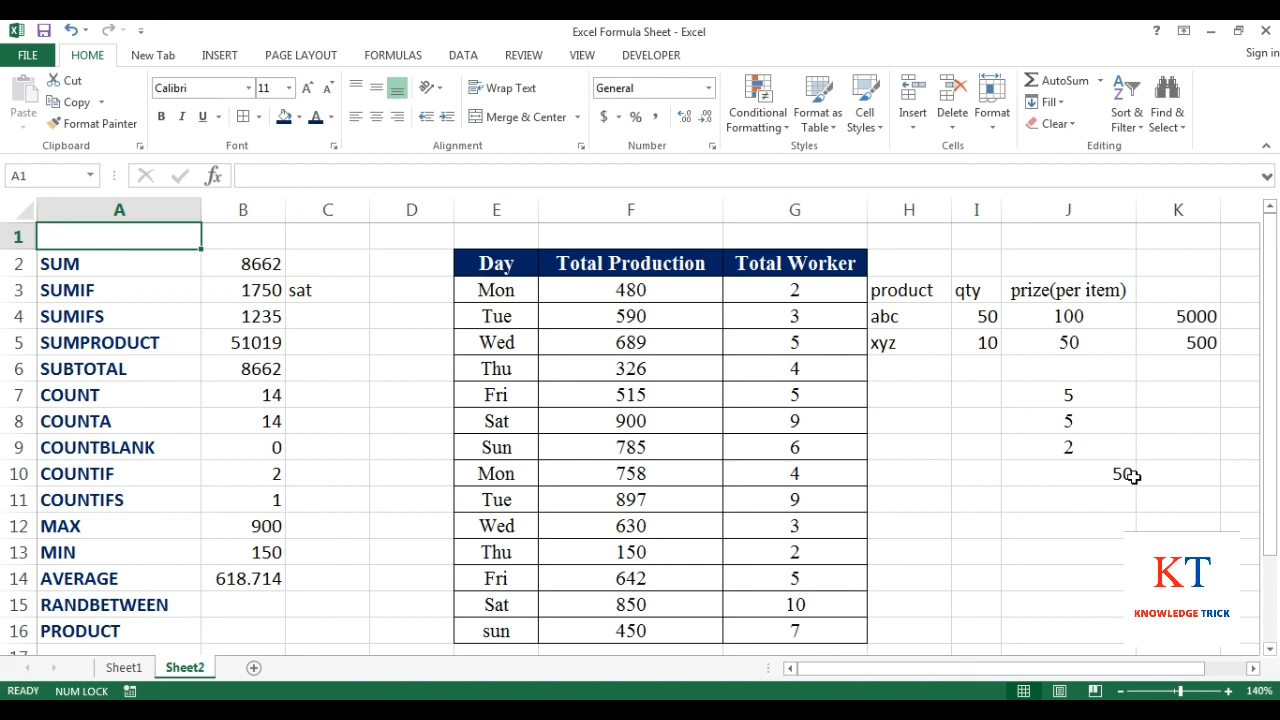 Excel Formula Sheet - Excel
?
Sign in
FILE HOME New Tab INSERT PAGE LAYOUT FORMULAS DATA REVIEW VIEW DEVELOPER
Paste
Cut
Copy
Format Painter
Clipboard
Calibri 11
B I U
Font
Wrap Text
Merge & Center
Alignment
General
$ % ,
Number
Conditional Formatting
Format as Table
Cell Styles
Styles
Insert Delete Format
Cells
AutoSum
Fill
Clear
Sort & Filter
Find & Select
Editing
A1
fx
A B C D E F G H I J K
1
2 SUM 8662 Day Total Production Total Worker
3 SUMIF 1750 sat Mon 480 2 product qty prize(per item)
4 SUMIFS 1235 Tue 590 3 abc 50 100 5000
5 SUMPRODUCT 51019 Wed 689 5 xyz 10 50 500
6 SUBTOTAL 8662 Thu 326 4
7 COUNT 14 Fri 515 5 5
8 COUNTA 14 Sat 900 9 5
9 COUNTBLANK 0 Sun 785 6 2
10 COUNTIF 2 Mon 758 4 50
11 COUNTIFS 1 Tue 897 9
12 MAX 900 Wed 630 3
13 MIN 150 Thu 150 2
14 AVERAGE 618.714 Fri 642 5
15 RANDBETWEEN Sat 850 10
16 PRODUCT sun 450 7
17
KT
KNOWLEDGE TRICK
Sheet1 Sheet2
READY NUM LOCK 140%